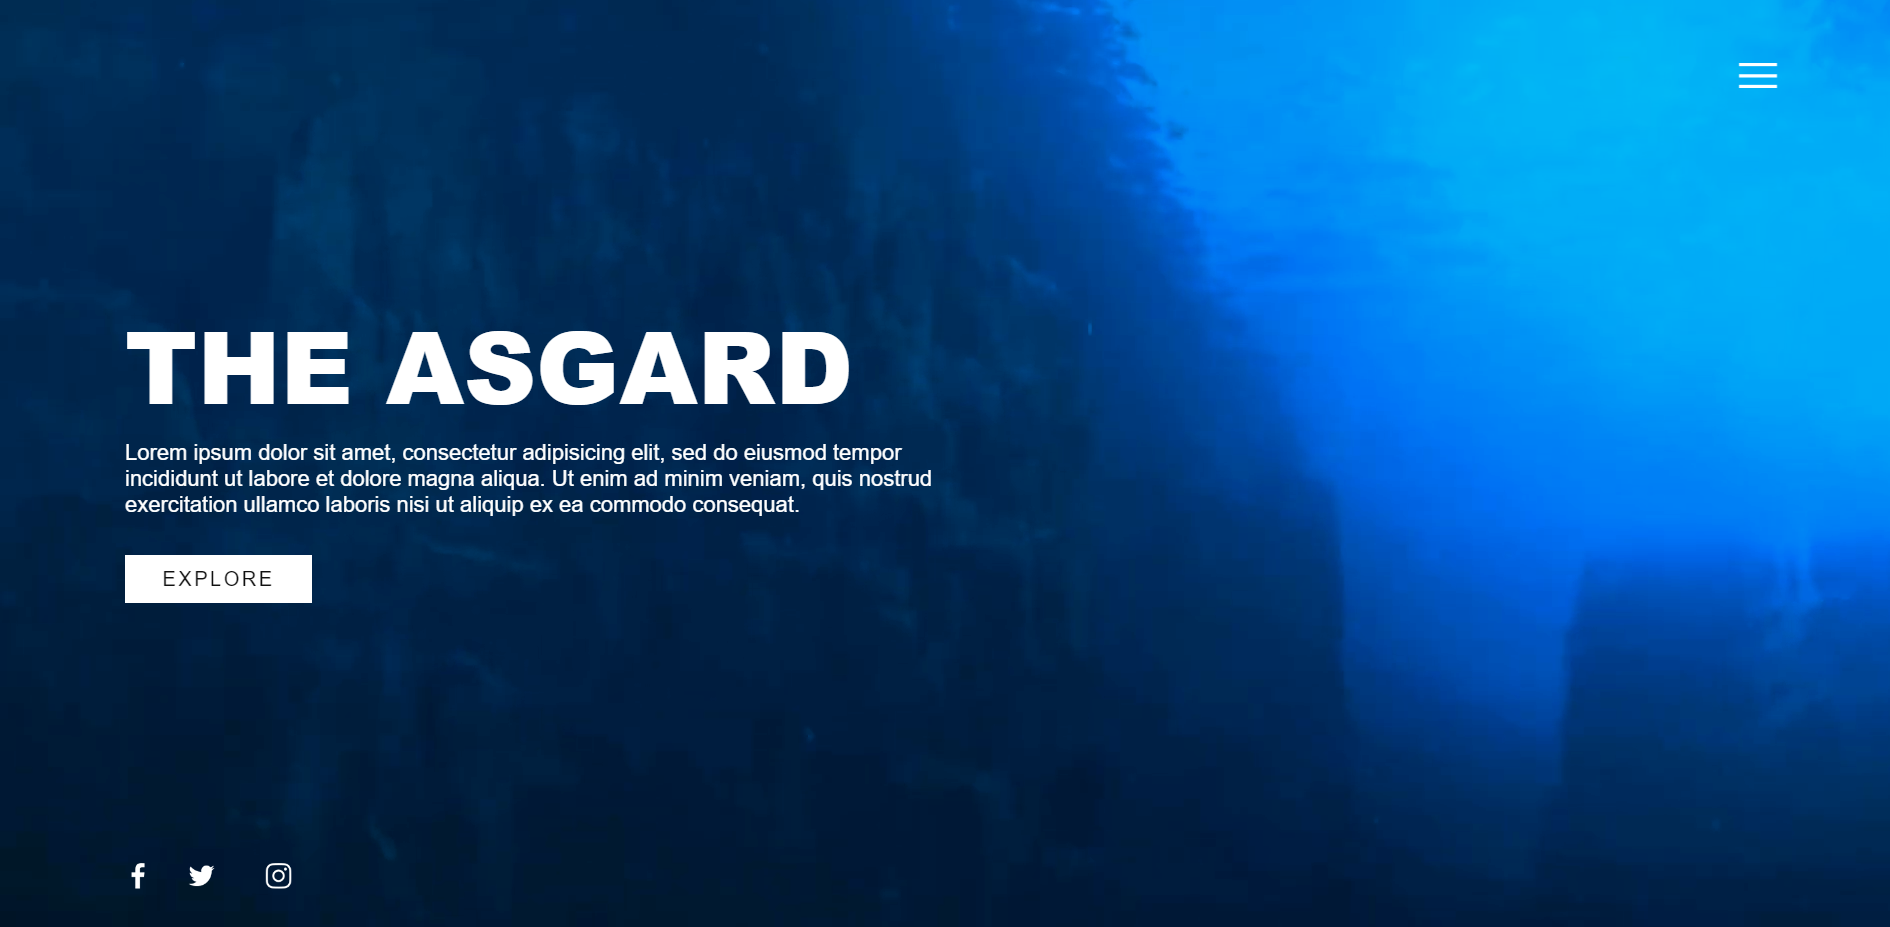 THE ASGARD
Lorem ipsum dolor sit amet, consectetur adipisicing elit, sed do eiusmod tempor
incididunt ut labore et dolore magna aliqua. Ut enim ad minim veniam, quis nostrud
exercitation ullamco laboris nisi ut aliquip ex ea commodo consequat.
EXPLORE